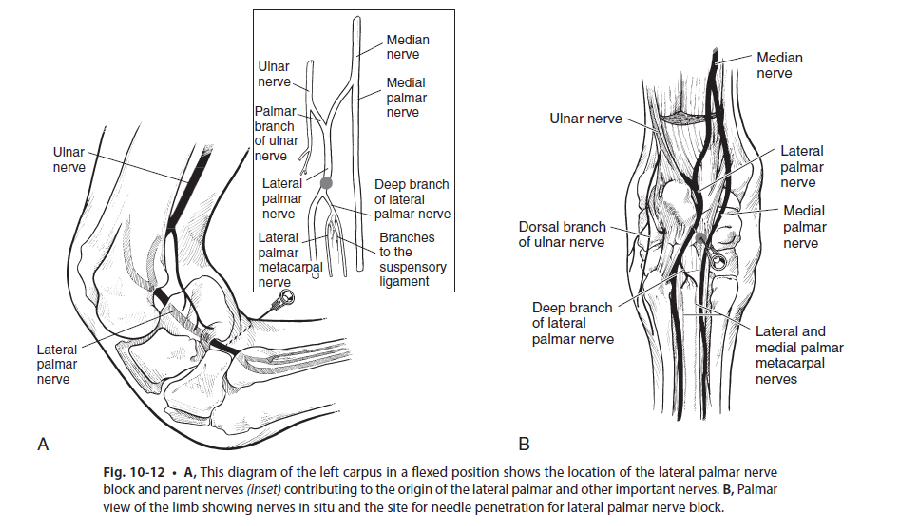 Median
nerve
Ulnar
nerve
Medial
palmar
nerve
Palmar
branch
of ulnar
nerve
Lateral
palmar
nerve
Deep branch
of lateral
palmar nerve
Lateral
palmar
metacarpal
nerve
Branches
to the
suspensory
ligament
Ulnar
nerve
Lateral
palmar
nerve
A
Median
nerve
Ulnar nerve
Lateral
palmar
nerve
Medial
palmar
nerve
Dorsal branch
of ulnar nerve
Deep branch
of lateral
palmar nerve
Lateral and
medial palmar
metacarpal
nerves
B
Fig. 10-12 • A, This diagram of the left carpus in a flexed position shows the location of the lateral palmar nerve
block and parent nerves (inset) contributing to the origin of the lateral palmar and other important nerves. B, Palmar
view of the limb showing nerves in situ and the site for needle penetration for lateral palmar nerve block.